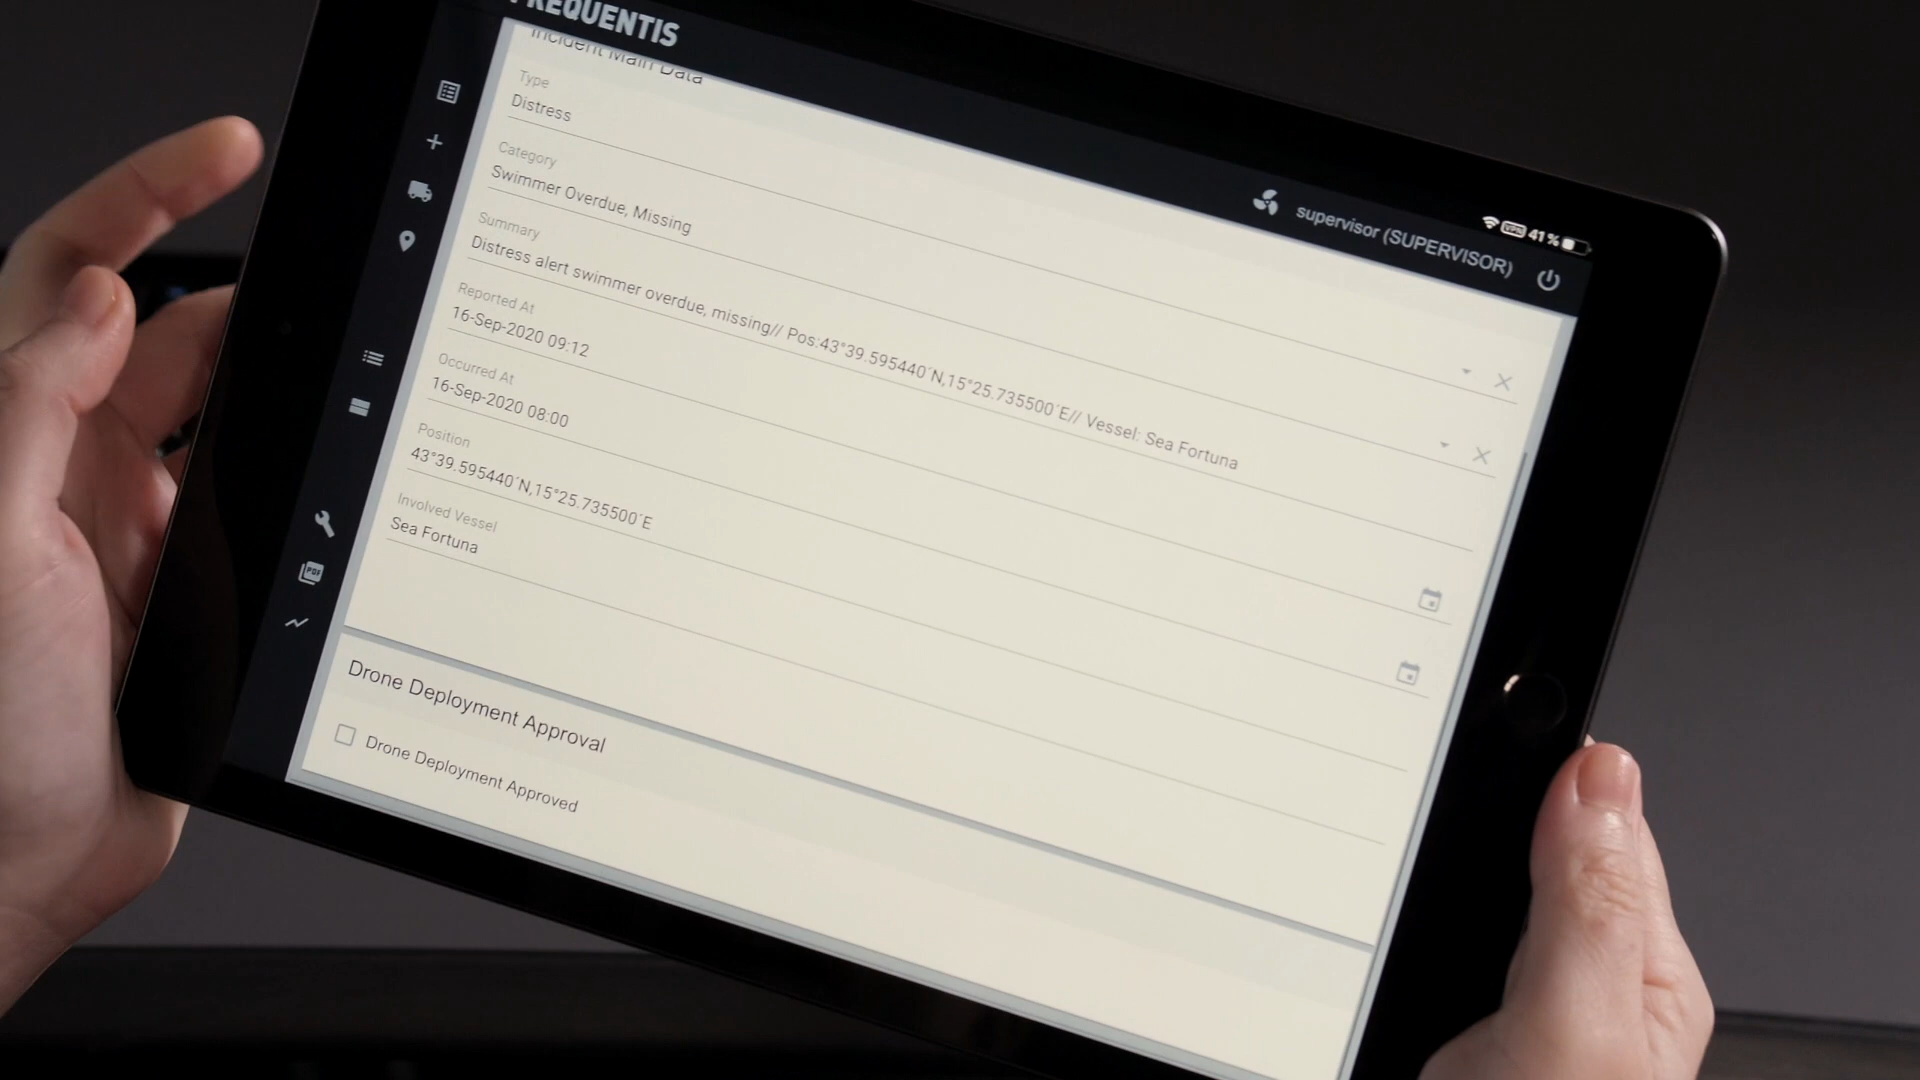 FREQUENTIS
supervisor (SUPERVISOR)
VPN 41 %
Incident Main Data
Type
Distress
Category
Swimmer Overdue, Missing
Summary
Distress alert swimmer overdue, missing// Pos:43°39.595440´N,15°25.735500´E// Vessel: Sea Fortuna
Reported At
16-Sep-2020 09:12
Occurred At
16-Sep-2020 08:00
Position
43°39.595440´N,15°25.735500´E
Involved Vessel
Sea Fortuna
PDF
Drone Deployment Approval
Drone Deployment Approved